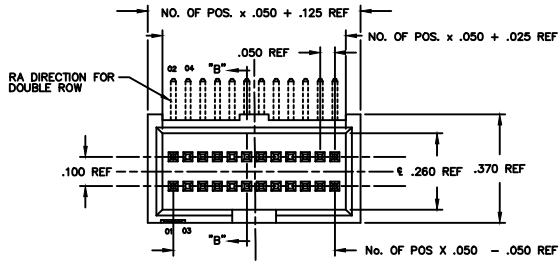 NO. OF POS. x .050 + .125 REF
NO. OF POS. x .050 + .025 REF
.050 REF
02 04
"B"
RA DIRECTION FOR
DOUBLE ROW
.100 REF
℄ .260 REF
.370 REF
01 03
"B"
No. OF POS X .050 - .050 REF